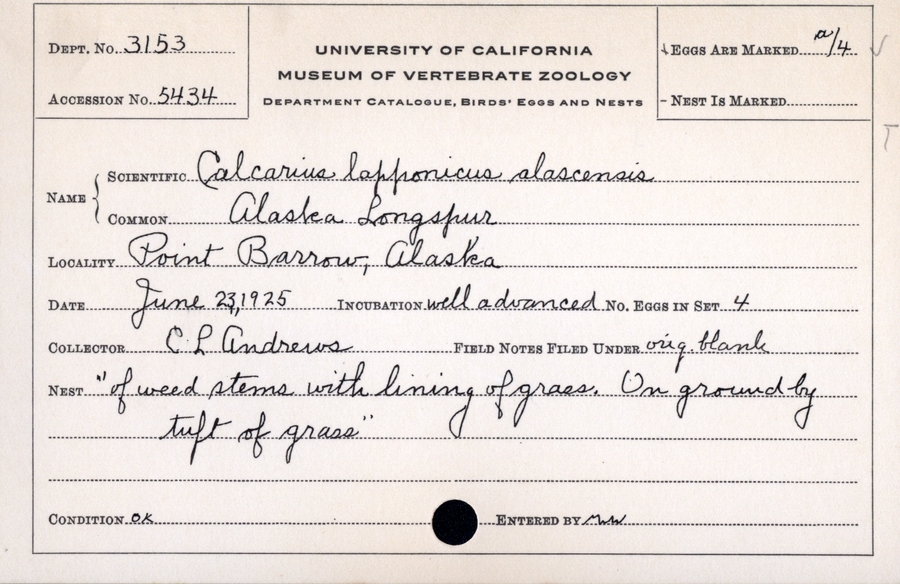 DEPT. NO. 3153
ACCESSION NO. 5434
UNIVERSITY OF CALIFORNIA
MUSEUM OF VERTEBRATE ZOOLOGY
DEPARTMENT CATALOGUE, BIRDS' EGGS AND NESTS
EGGS ARE MARKED a/4
NEST IS MARKED
NAME
SCIENTIFIC Calcarius lapponicus alascensis
COMMON Alaska Longspur
LOCALITY Point Barrow, Alaska
DATE June 23, 1925 INCUBATION well advanced NO. EGGS IN SET 4
COLLECTOR C L Andrews FIELD NOTES FILED UNDER orig. blank
NEST "of weed stems with lining of grass. On ground by
tuft of grass"
CONDITION OK ENTERED BY